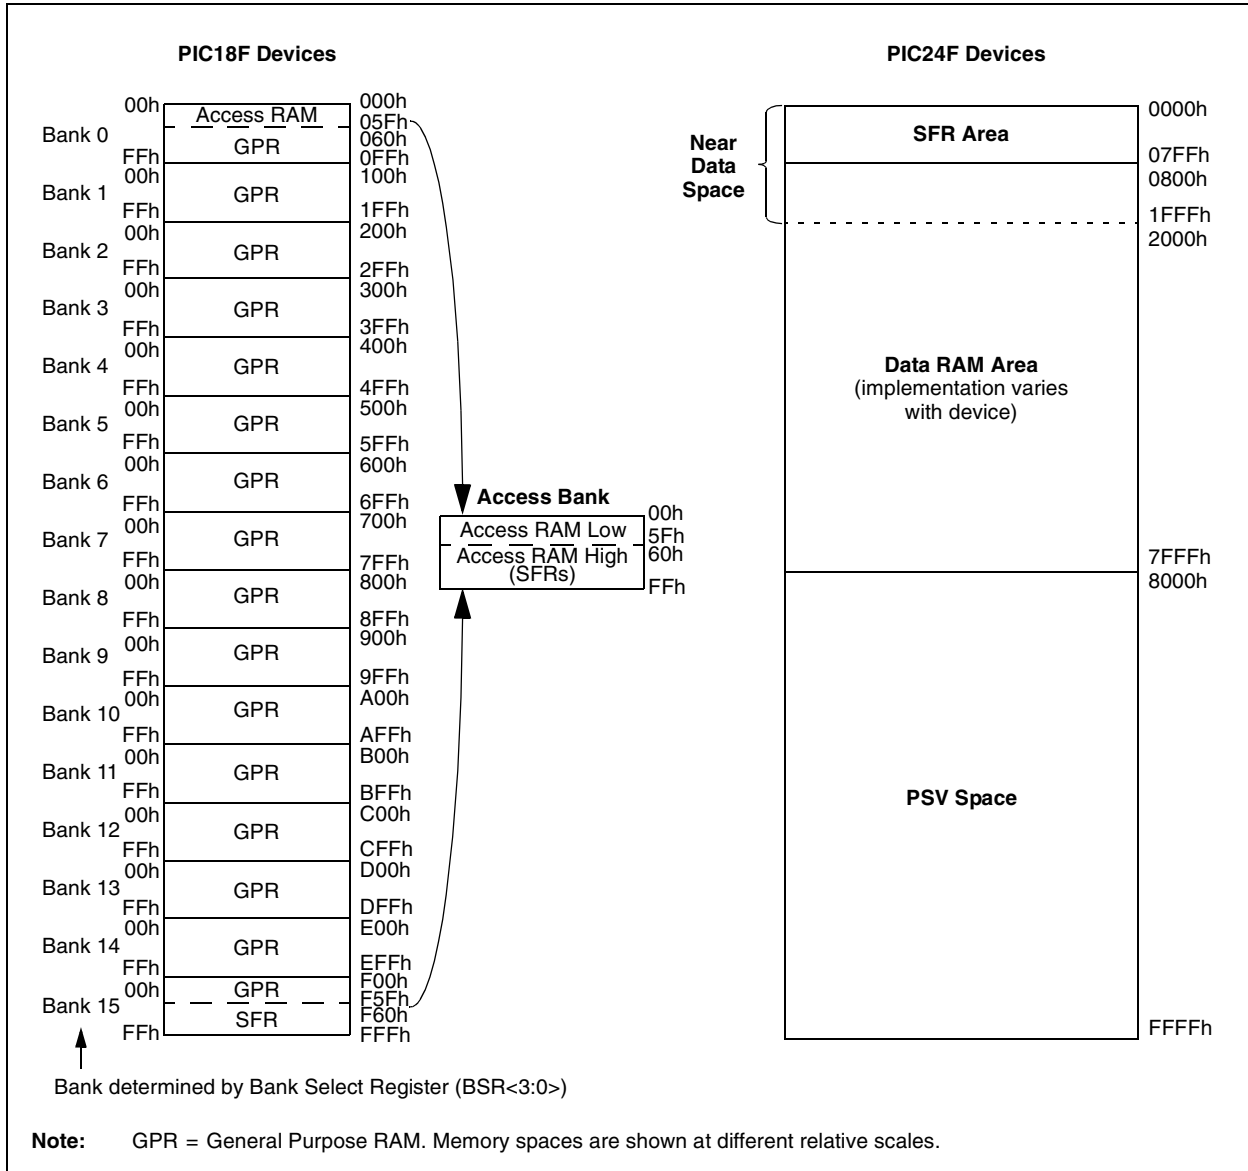 PIC18F Devices
00h
Access RAM
000h
05Fh
Bank 0
060h
GPR
FFh
0FFh
00h
100h
Bank 1
GPR
FFh
1FFh
00h
200h
Bank 2
GPR
FFh
2FFh
00h
300h
Bank 3
GPR
FFh
3FFh
00h
400h
Bank 4
GPR
FFh
4FFh
00h
500h
Bank 5
GPR
FFh
5FFh
00h
600h
Bank 6
GPR
FFh
6FFh
00h
700h
Bank 7
GPR
FFh
7FFh
00h
800h
Bank 8
GPR
FFh
8FFh
00h
900h
Bank 9
GPR
FFh
9FFh
00h
A00h
Bank 10
GPR
FFh
AFFh
00h
B00h
Bank 11
GPR
FFh
BFFh
00h
C00h
Bank 12
GPR
FFh
CFFh
00h
D00h
Bank 13
GPR
FFh
DFFh
00h
E00h
Bank 14
GPR
FFh
EFFh
00h
F00h
GPR
F5Fh
Bank 15
F60h
SFR
FFh
FFFh
Bank determined by Bank Select Register (BSR<3:0>)
Access Bank
00h
Access RAM Low
5Fh
Access RAM High
60h
(SFRs)
FFh
PIC24F Devices
0000h
SFR Area
Near
Data
Space
07FFh
0800h
1FFFh
2000h
Data RAM Area
(implementation varies
with device)
7FFFh
8000h
PSV Space
FFFFh
Note: GPR = General Purpose RAM. Memory spaces are shown at different relative scales.